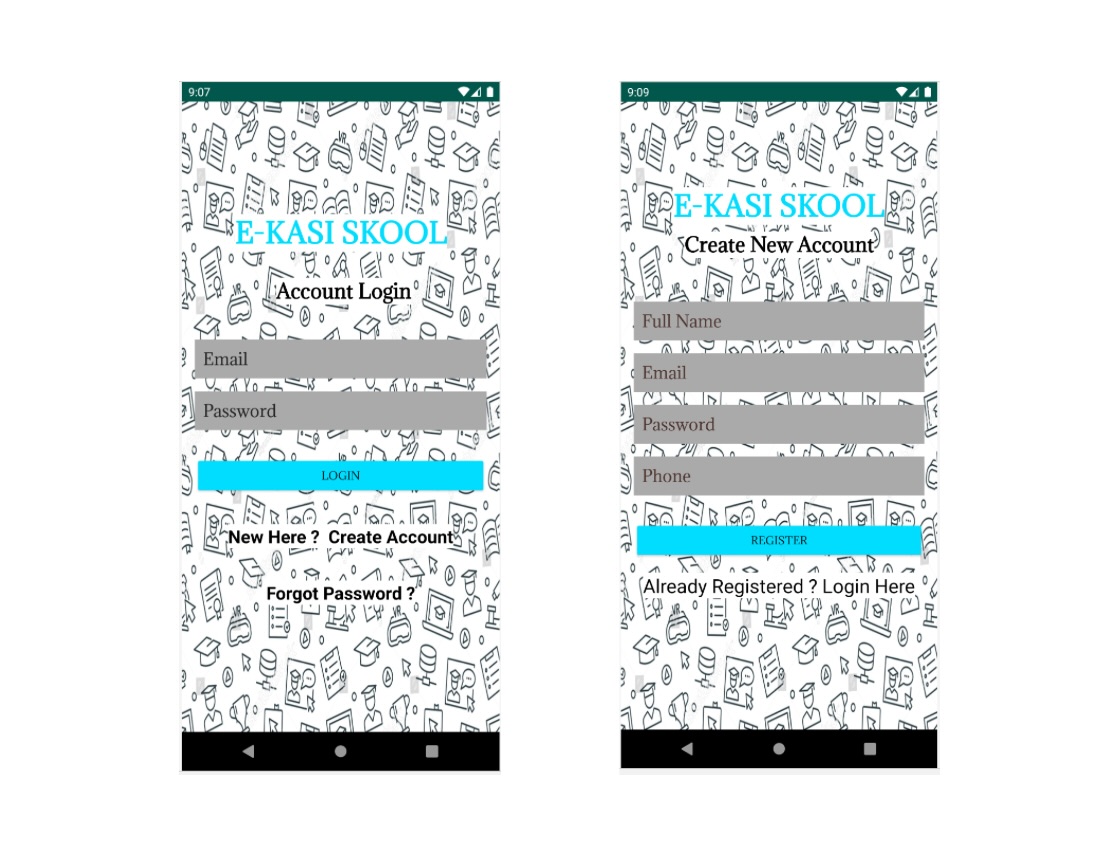 9:07
E-KASI SKOOL
Account Login
Email
Password
LOGIN
New Here ? Create Account
Forgot Password ?
9:09
E-KASI SKOOL
Create New Account
Full Name
Email
Password
Phone
REGISTER
Already Registered ? Login Here